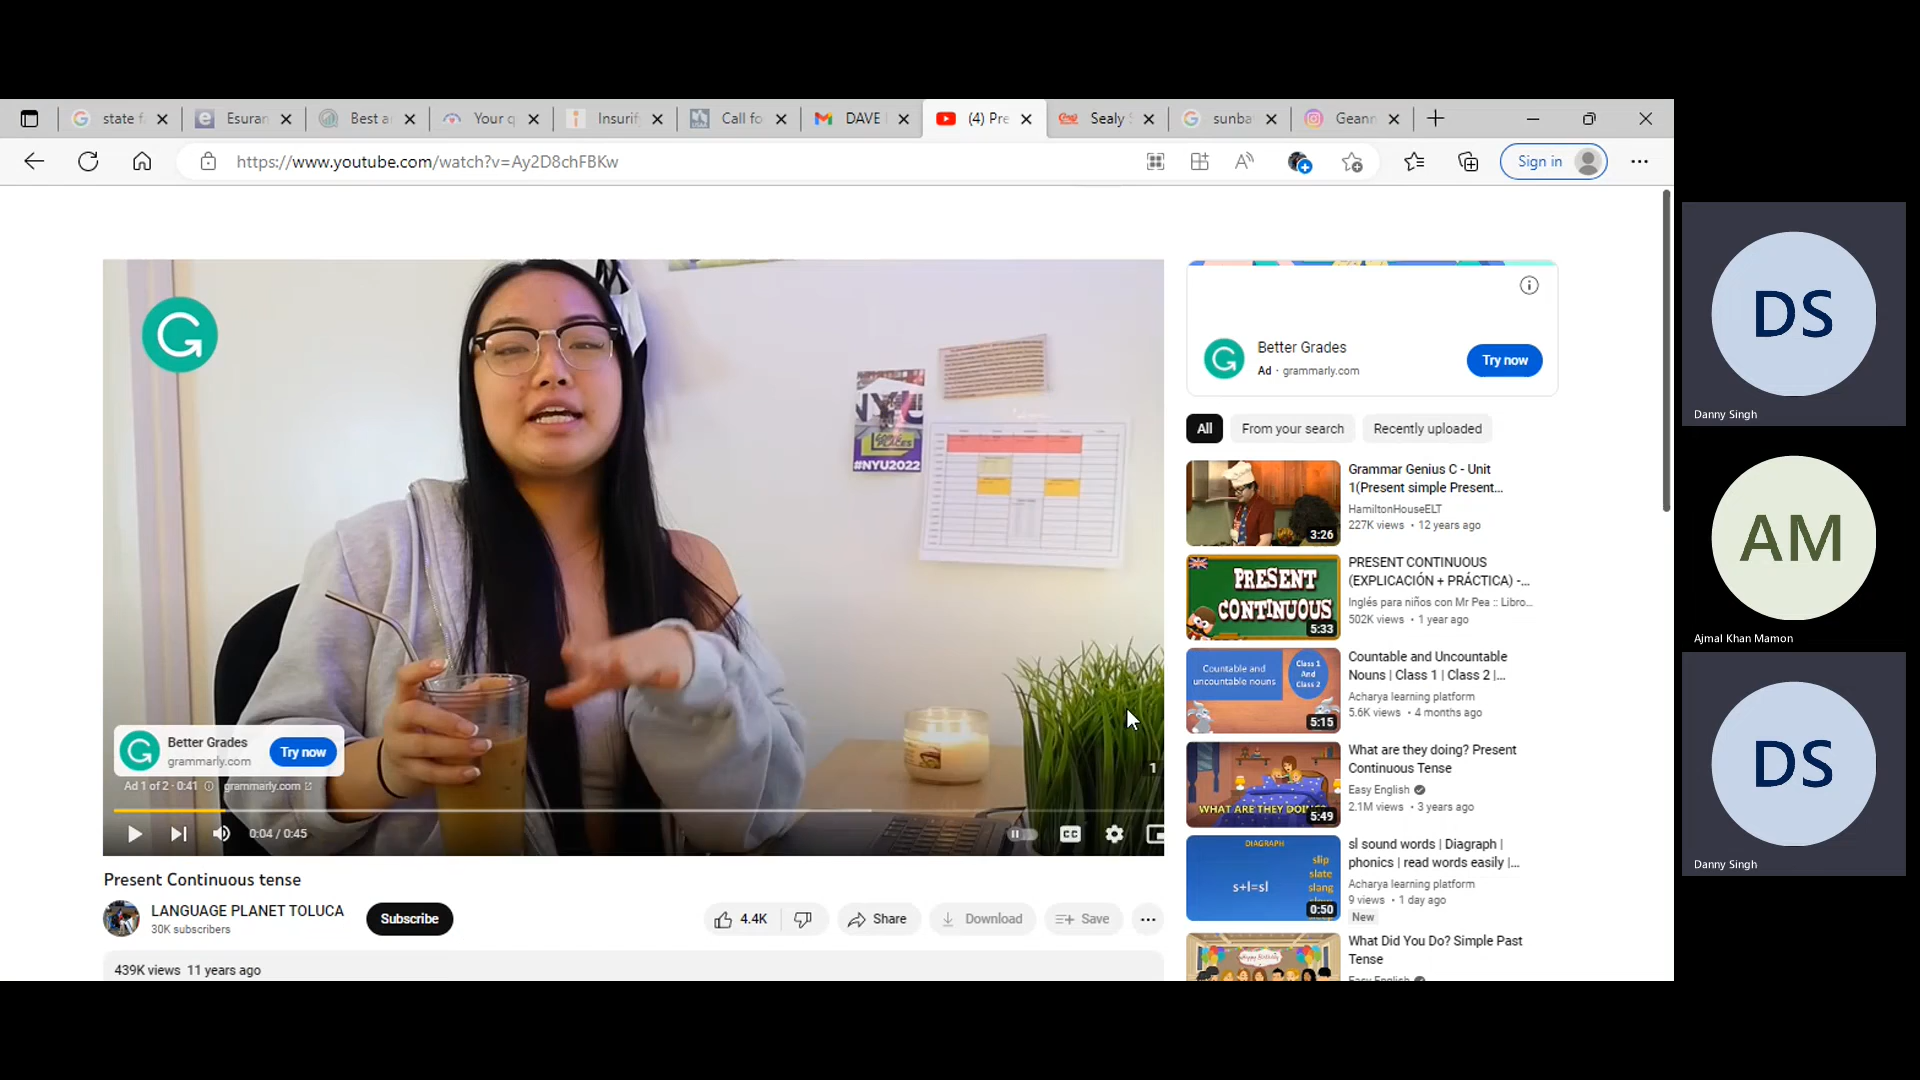 state f
Esuran
Best a
Your q
Insurif
Call fo
DAVE
(4) Pre
Sealy
sunba
Geann
https://www.youtube.com/watch?v=Ay2D8chFBKw
Sign in
NYU
#NYU2022
Better Grades
grammarly.com
Try now
Ad 1 of 2 · 0:41
grammarly.com
1
0:04 / 0:45
CC
Present Continuous tense
LANGUAGE PLANET TOLUCA
30K subscribers
Subscribe
4.4K
Share
Download
Save
439K views 11 years ago
Better Grades
Ad · grammarly.com
Try now
All
From your search
Recently uploaded
3:26
Grammar Genius C - Unit
1(Present simple Present...
HamiltonHouseELT
227K views • 12 years ago
PRESENT
CONTINUOUS
5:33
PRESENT CONTINUOUS
(EXPLICACIÓN + PRÁCTICA) -...
Inglés para niños con Mr Pea :: Libro...
502K views • 1 year ago
Countable and
uncountable nouns
Class 1
And
Class 2
5:15
Countable and Uncountable
Nouns | Class 1 | Class 2 |...
Acharya learning platform
5.6K views • 4 months ago
WHAT ARE THEY DOIN
5:49
What are they doing? Present
Continuous Tense
Easy English
2.1M views • 3 years ago
DIAGRAPH
s+l=sl
slip
slate
slang
0:50
sl sound words | Diagraph |
phonics | read words easily |...
Acharya learning platform
9 views • 1 day ago
New
What Did You Do? Simple Past
Tense
Easy English
DS
Danny Singh
AM
Ajmal Khan Mamon
DS
Danny Singh